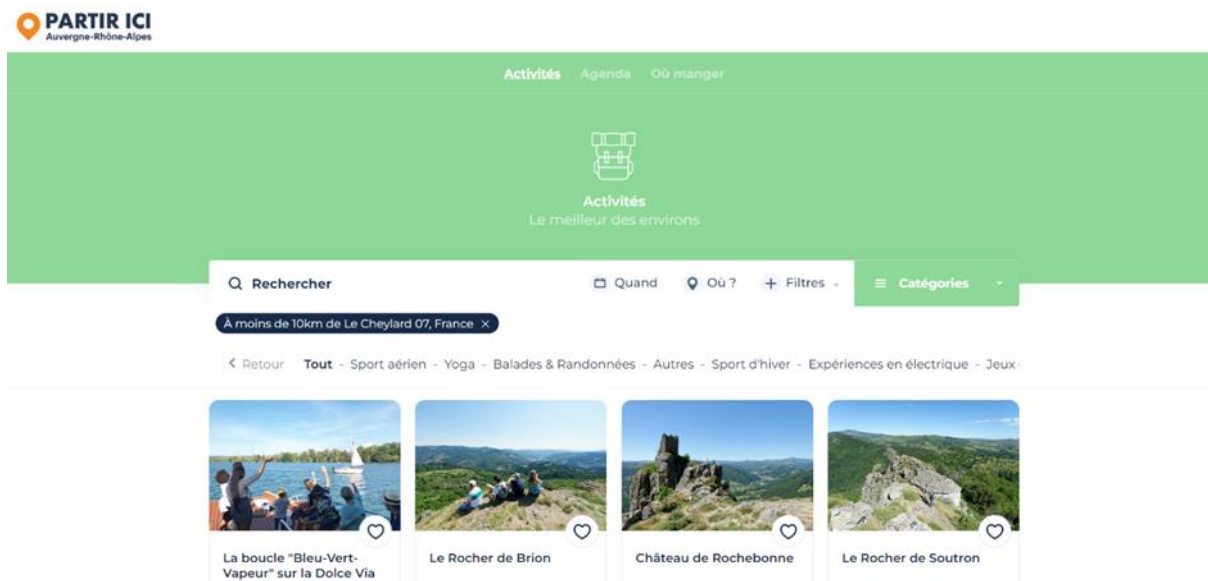 PARTIR ICI
Auvergne-Rhône-Alpes
Activités Agenda Où manger
Activités
Le meilleur des environs
Rechercher Quand Où ? + Filtres Catégories
À moins de 10km de Le Cheylard 07, France ×
< Retour Tout - Sport aérien - Yoga - Balades & Randonnées - Autres - Sport d'hiver - Expériences en électrique - Jeux
La boucle "Bleu-Vert-
Vapeur" sur la Dolce Via
Le Rocher de Brion
Château de Rochebonne
Le Rocher de Soutron